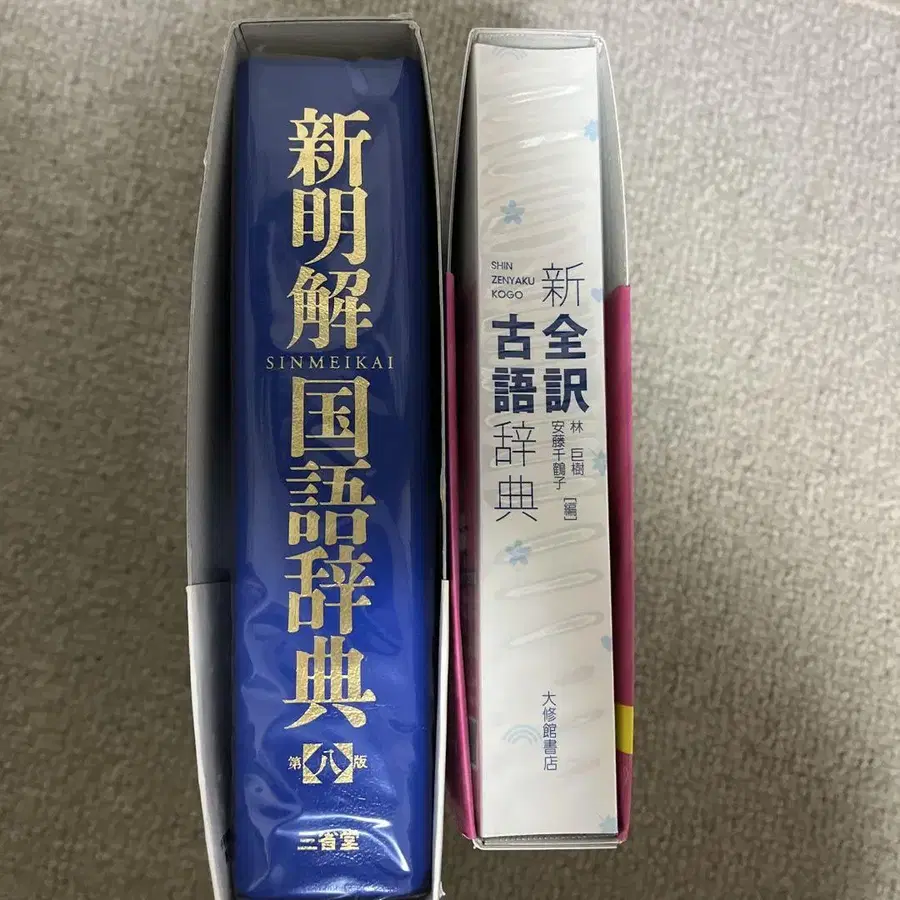 新明解
SINMEIKAI
国語辞典
第八版
三省堂
SHIN
ZENYAKU
KOGO
新全訳
古語辞典
林 巨樹
安藤千鶴子
[編]
大修館書店